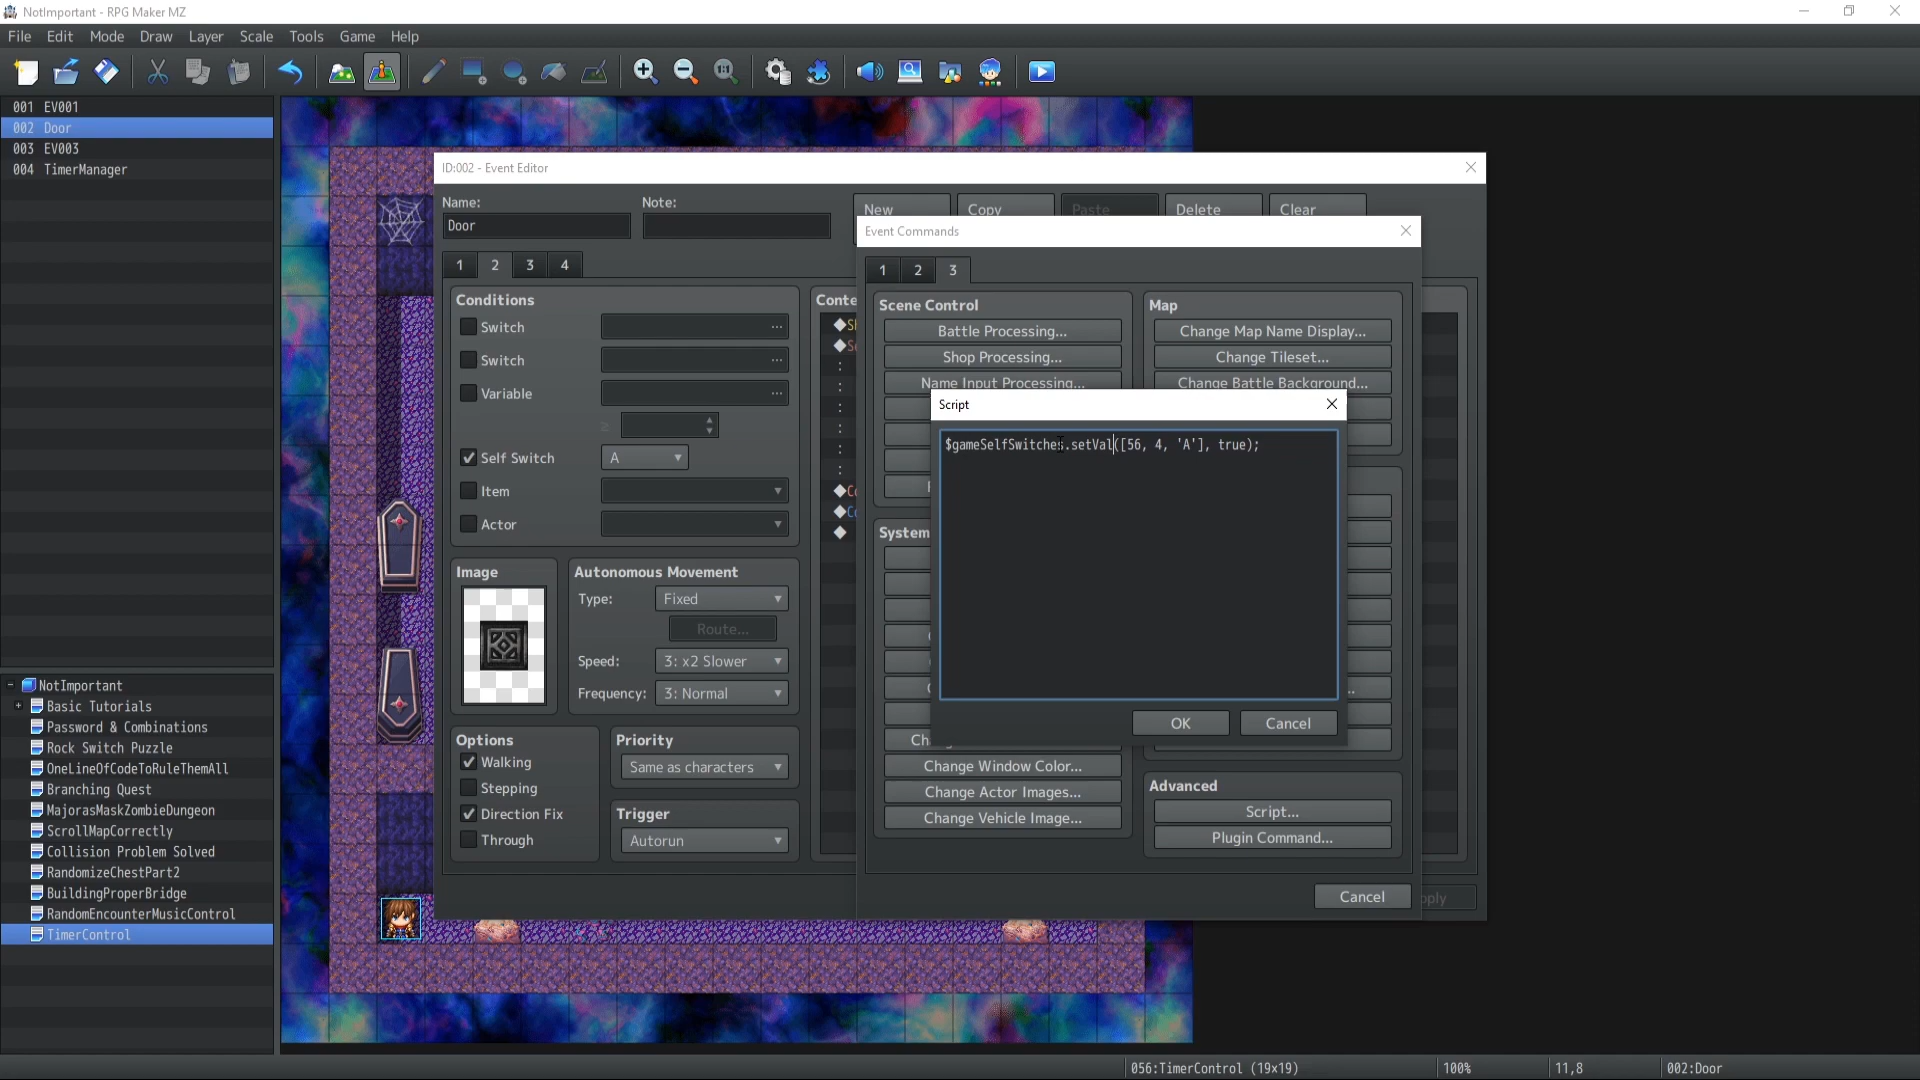 NotImportant - RPG Maker MZ
File Edit Mode Draw Layer Scale Tools Game Help
001 EV001
002 Door
003 EV003
004 TimerManager
NotImportant
Basic Tutorials
Password & Combinations
Rock Switch Puzzle
OneLineOfCodeToRuleThemAll
Branching Quest
MajorasMaskZombieDungeon
ScrollMapCorrectly
Collision Problem Solved
RandomizeChestPart2
BuildingProperBridge
RandomEncounterMusicControl
TimerControl
ID:002 - Event Editor
Name:
Door
Note:
New Copy Paste Delete Clear
1 2 3 4
Conditions
Switch
Switch
Variable
≥
Self Switch A
Item
Actor
Image
Autonomous Movement
Type: Fixed
Route...
Speed: 3: x2 Slower
Frequency: 3: Normal
Options
Walking
Stepping
Direction Fix
Through
Priority
Same as characters
Trigger
Autorun
Conte
Event Commands
1 2 3
Scene Control
Battle Processing...
Shop Processing...
Name Input Processing...
Map
Change Map Name Display...
Change Tileset...
Change Battle Background...
System
Change Window Color...
Change Actor Images...
Change Vehicle Image...
Advanced
Script...
Plugin Command...
Cancel
pply
Script
$gameSelfSwitches.setVal([56, 4, 'A'], true);
OK Cancel
056:TimerControl (19x19) 100% 11,8 002:Door